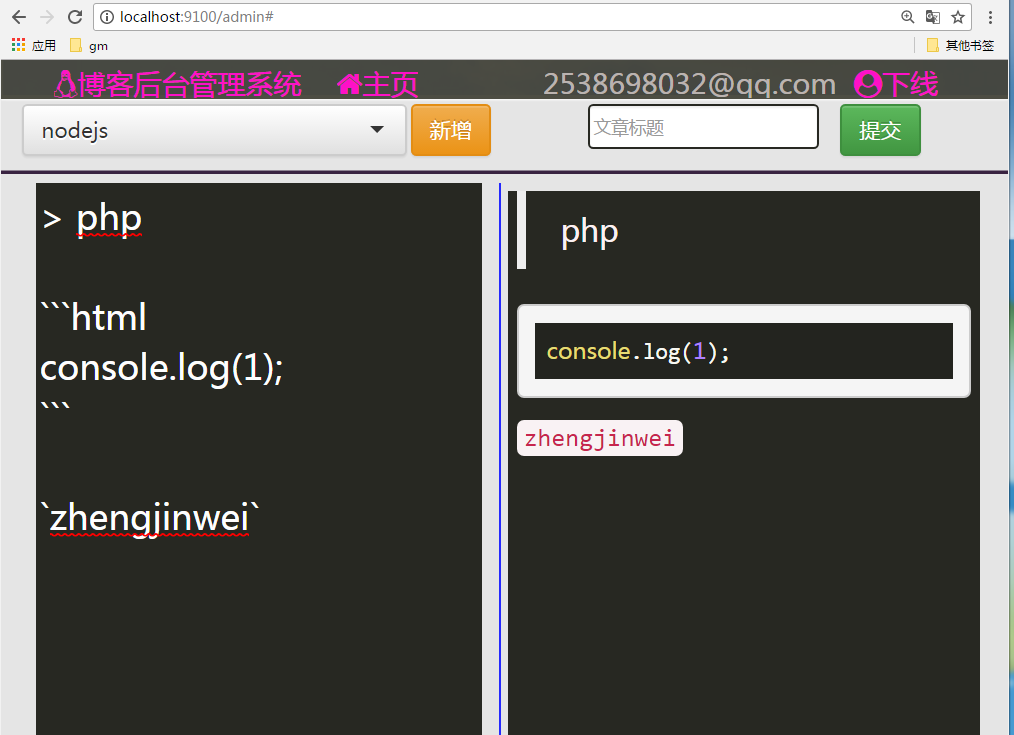 localhost:9100/admin#
应用 gm 其他书签
博客后台管理系统 主页 2538698032@qq.com 下线
nodejs 新增 文章标题 提交
> php
```html
console.log(1);
```
`zhengjinwei`
php
console.log(1);
zhengjinwei